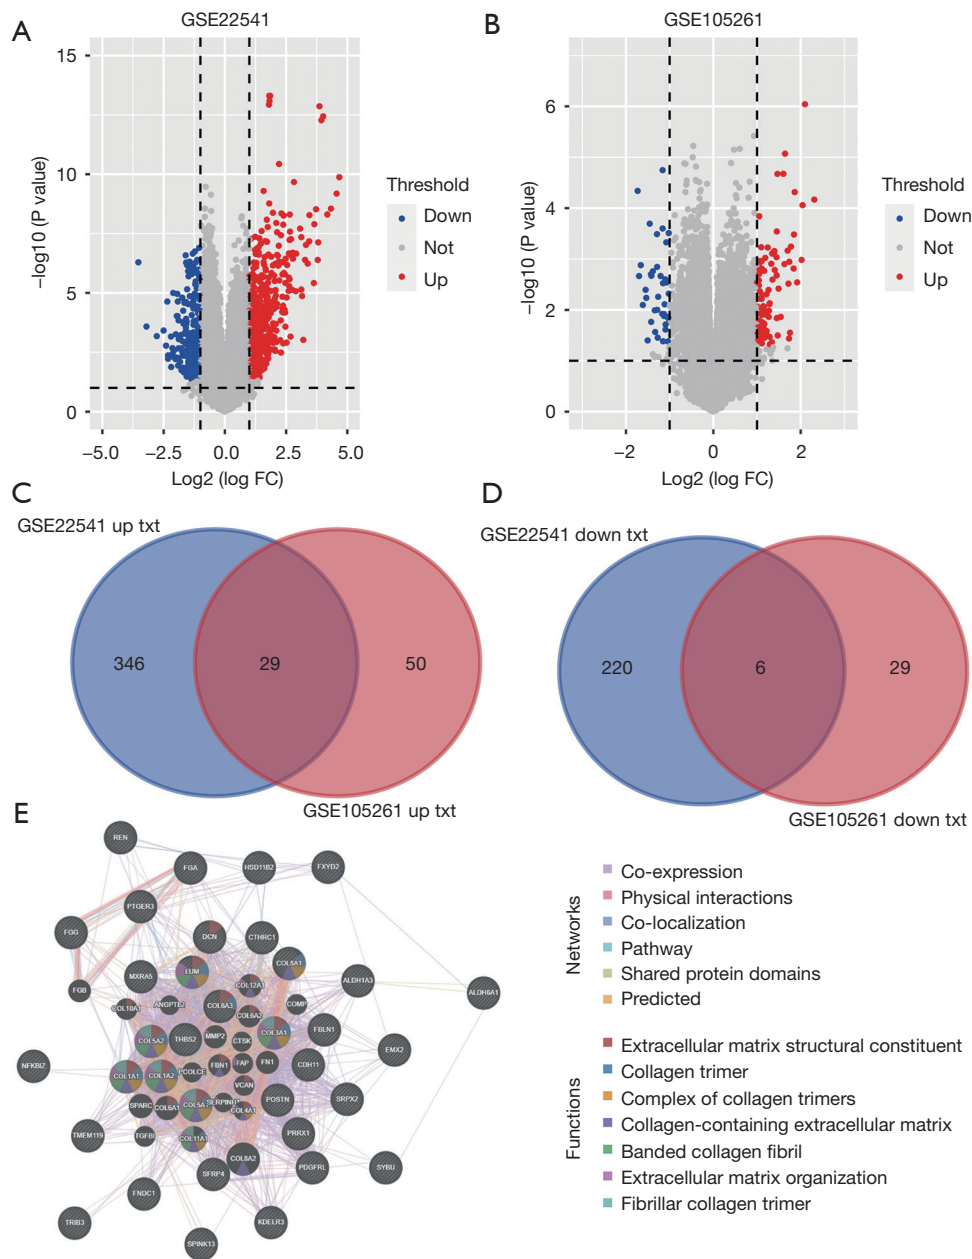 A
GSE22541
15
10
5
0
−log10 (P value)
−5.0
−2.5
0.0
2.5
5.0
Log2 (log FC)
Threshold
Down
Not
Up
B
GSE105261
6
4
2
0
−log10 (P value)
−2
0
2
Log2 (log FC)
Threshold
Down
Not
Up
C
GSE22541 up txt
346
29
50
GSE105261 up txt
D
GSE22541 down txt
220
6
29
GSE105261 down txt
E
REN
FGA
HSD11B2
FXYD2
PTGER3
FGG
DCN
CTHRC1
LUM
COL8A1
MXRA5
COL12A1
ALDH1A3
ALDH6A1
FGB
ANGPTL2
COL6A3
COMP
COL10A1
COL6A2
FBLN1
COL5A2
THBS2
MMP2
CTSK
COL3A1
EMX2
NFKBIZ
COL1A1
COL1A2
PCOLCE
FBN1
FAP
FN1
CDH11
VCAN
SPARC
COL6A1
SERPINH1
COL4A1
POSTN
SRPX2
TMEM119
TGFBI
COL11A1
PRRX1
SFRP4
COL8A2
PDGFRL
SYBU
FNDC1
TRIB3
KDELR3
SPINK13
Networks
Co-expression
Physical interactions
Co-localization
Pathway
Shared protein domains
Predicted
Functions
Extracellular matrix structural constituent
Collagen trimer
Complex of collagen trimers
Collagen-containing extracellular matrix
Banded collagen fibril
Extracellular matrix organization
Fibrillar collagen trimer